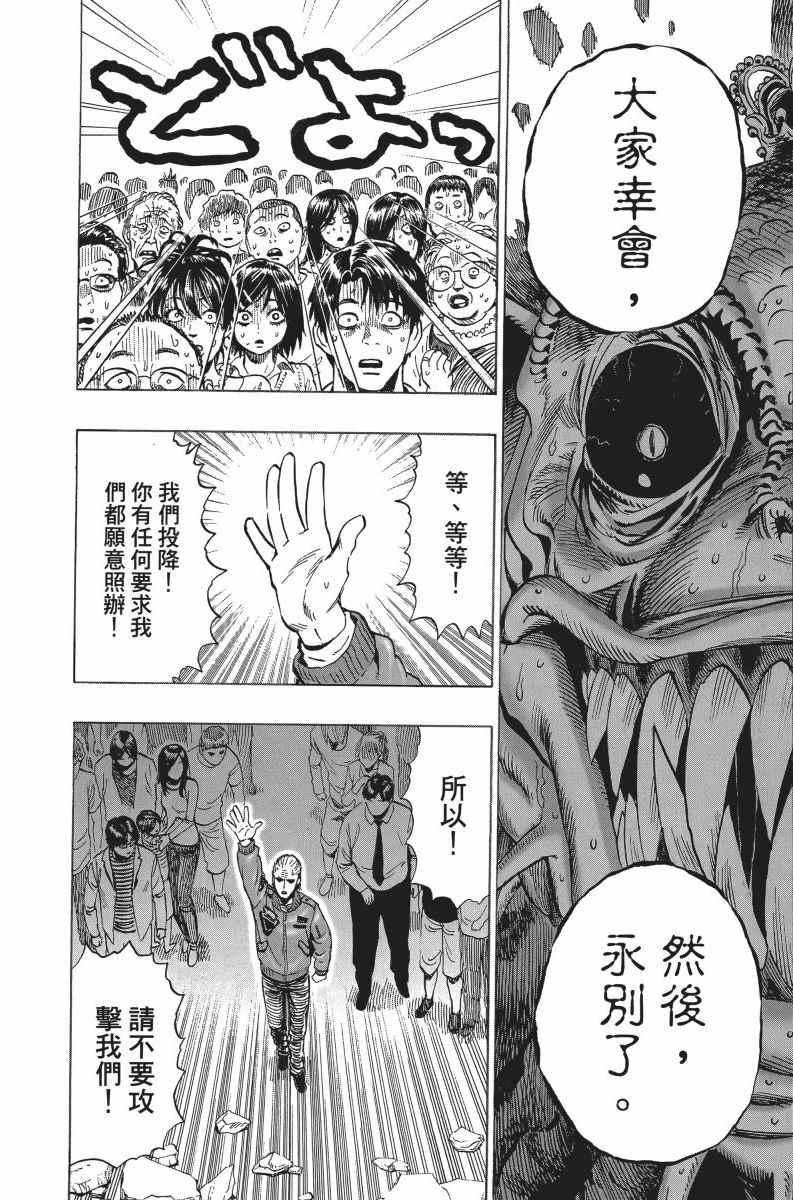 大家幸會，
然後，
永別了。
どよっ
等、等等！
我們投降！
你有任何要求我
們都願意照辦！
所以！
請不要攻
擊我們！